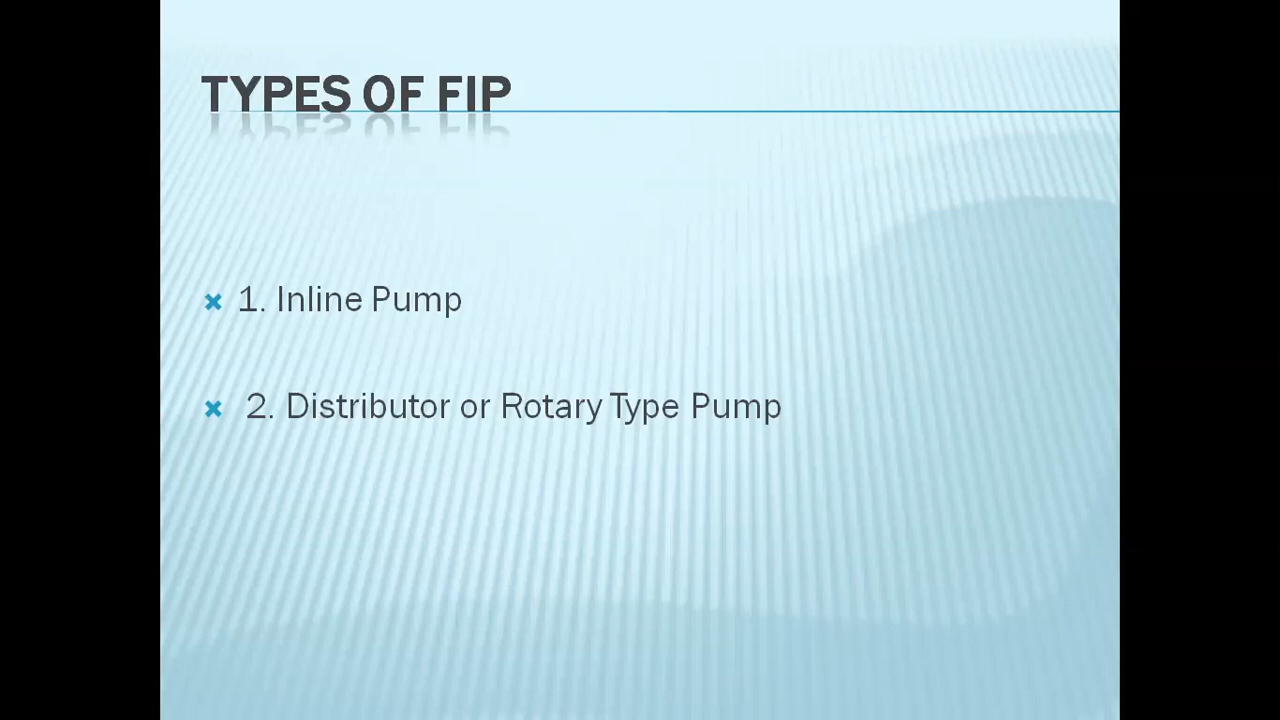 TYPES OF FIP
1. Inline Pump
2. Distributor or Rotary Type Pump